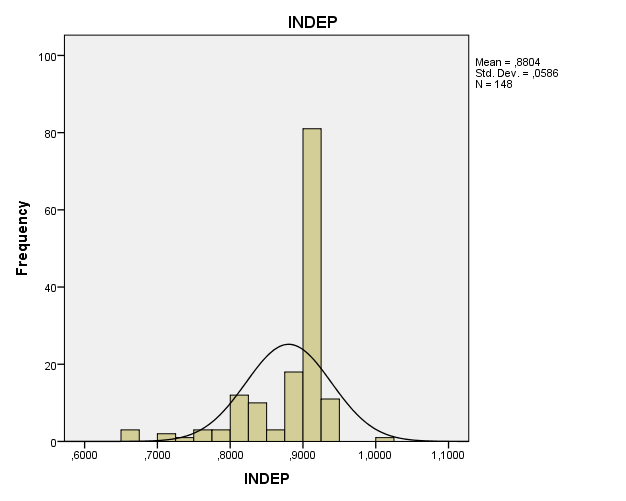 INDEP
Mean = ,8804
Std. Dev. = ,0586
N = 148
Frequency
100
80
60
40
20
0
,6000 ,7000 ,8000 ,9000 1,0000 1,1000
INDEP